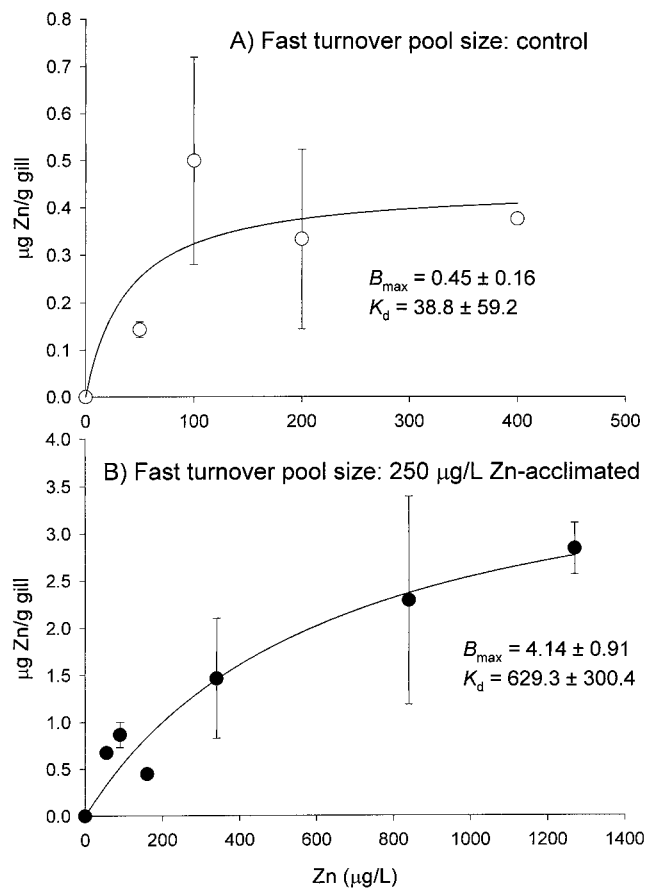 A) Fast turnover pool size: control
µg Zn/g gill
0.8
0.7
0.6
0.5
0.4
0.3
0.2
0.1
0.0
Bmax = 0.45 ± 0.16
Kd = 38.8 ± 59.2
0 100 200 300 400 500
B) Fast turnover pool size: 250 µg/L Zn-acclimated
µg Zn/g gill
4.0
3.5
3.0
2.5
2.0
1.5
1.0
0.5
0.0
Bmax = 4.14 ± 0.91
Kd = 629.3 ± 300.4
0 200 400 600 800 1000 1200 1400
Zn (µg/L)